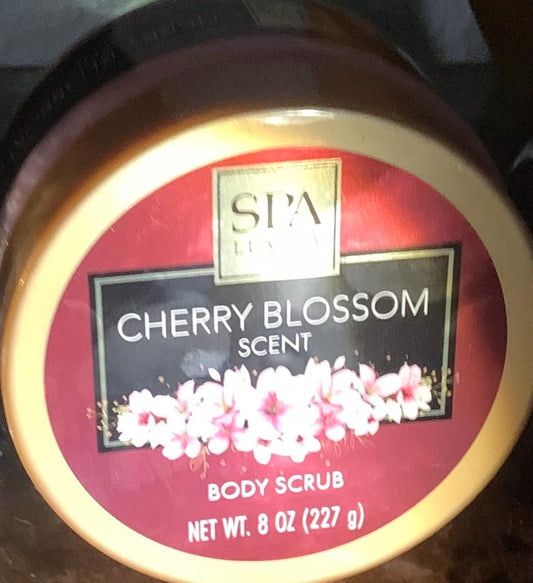 SPA
CHERRY BLOSSOM
SCENT
BODY SCRUB
NET WT. 8 OZ (227 g)